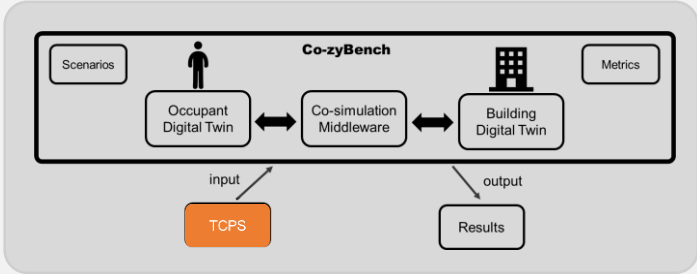 Co-zyBench
Scenarios
Metrics
Occupant
Digital Twin
Co-simulation
Middleware
Building
Digital Twin
input
output
TCPS
Results